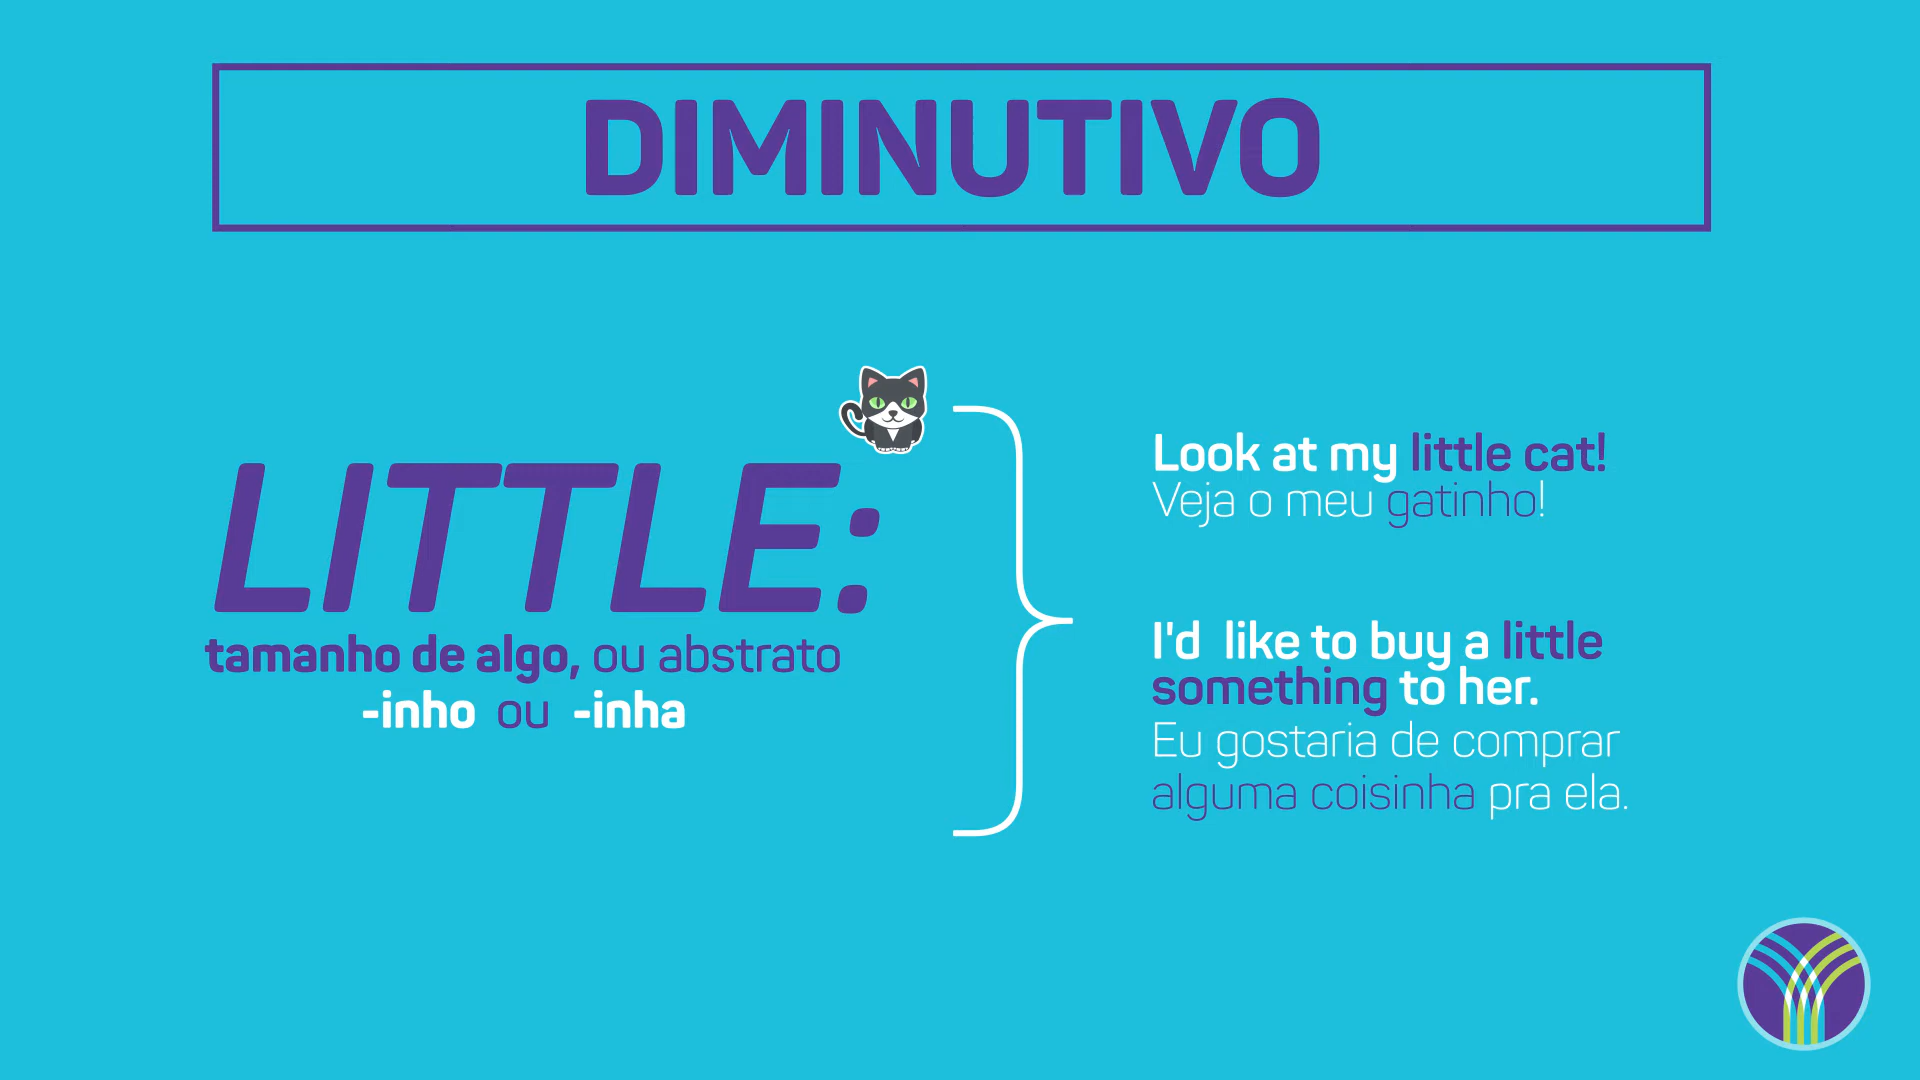 DIMINUTIVO
LITTLE:
tamanho de algo, ou abstrato
-inho ou -inha
Look at my little cat!
Veja o meu gatinho!
I'd like to buy a little
something to her.
Eu gostaria de comprar
alguma coisinha pra ela.